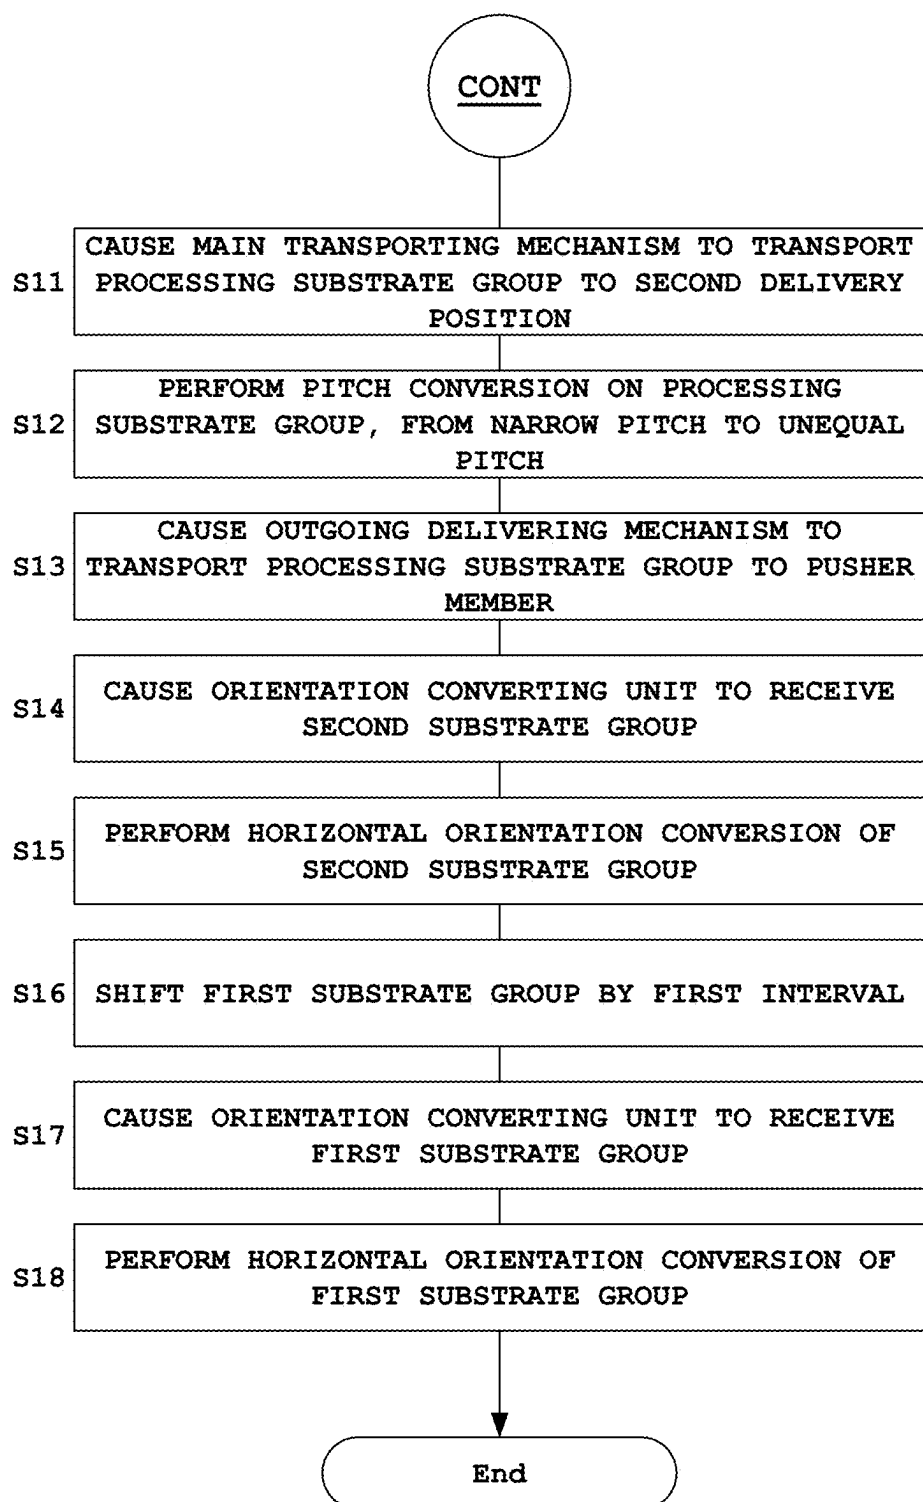 CONT
S11
CAUSE MAIN TRANSPORTING MECHANISM TO TRANSPORT
PROCESSING SUBSTRATE GROUP TO SECOND DELIVERY
POSITION
S12
PERFORM PITCH CONVERSION ON PROCESSING
SUBSTRATE GROUP, FROM NARROW PITCH TO UNEQUAL
PITCH
S13
CAUSE OUTGOING DELIVERING MECHANISM TO
TRANSPORT PROCESSING SUBSTRATE GROUP TO PUSHER
MEMBER
S14
CAUSE ORIENTATION CONVERTING UNIT TO RECEIVE
SECOND SUBSTRATE GROUP
S15
PERFORM HORIZONTAL ORIENTATION CONVERSION OF
SECOND SUBSTRATE GROUP
S16
SHIFT FIRST SUBSTRATE GROUP BY FIRST INTERVAL
S17
CAUSE ORIENTATION CONVERTING UNIT TO RECEIVE
FIRST SUBSTRATE GROUP
S18
PERFORM HORIZONTAL ORIENTATION CONVERSION OF
FIRST SUBSTRATE GROUP
End